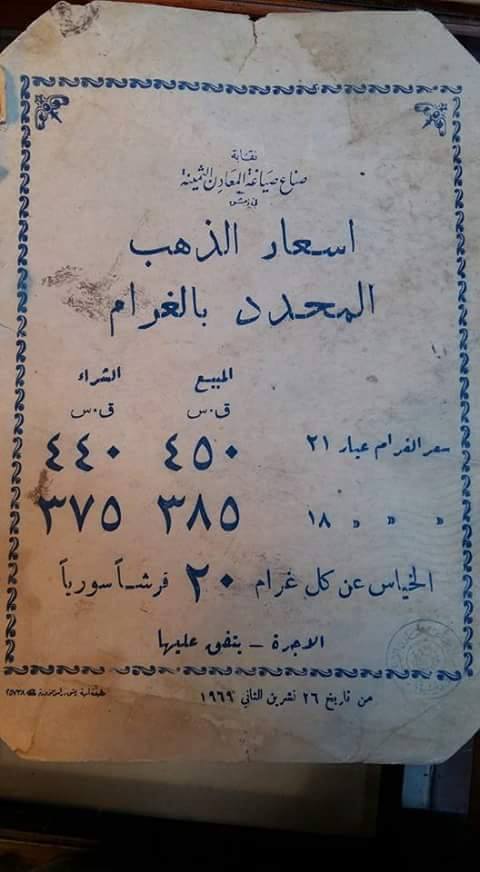 نقابة
صناع صياغة المعادن الثمينة
في دمشق
اسعار الذهب
المحدد بالغرام
المبيع الشراء
ق.س ق.س
سعر الغرام عيار ٢١ ٤٥٠ ٤٤٠
» » » ١٨ ٣٨٥ ٣٧٥
الخياس عن كل غرام ٢٠ قرشاً سورياً
الاجرة – يتفق عليها
من تاريخ ٢٦ تشرين الثاني ١٩٦٩